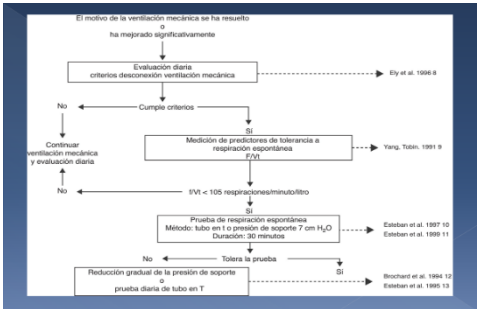 El motivo de la ventilación mecánica se ha resuelto
o
ha mejorado significativamente
Evaluación diaria
criterios desconexión ventilación mecánica
Ely et al. 1996 8
No
Cumple criterios
Sí
Continuar
ventilación mecánica
y evaluación diaria
Medición de predictores de tolerancia a
respiración espontánea
F/Vt
Yang, Tobin. 1991 9
No
f/Vt < 105 respiraciones/minuto/litro
Sí
Prueba de respiración espontánea
Método: tubo en t o presión de soporte 7 cm H₂O
Duración: 30 minutos
Esteban et al. 1997 10
Esteban et al. 1999 11
No
Tolera la prueba
Sí
Reducción gradual de la presión de soporte
o
prueba diaria de tubo en T
Brochard et al. 1994 12
Esteban et al. 1995 13